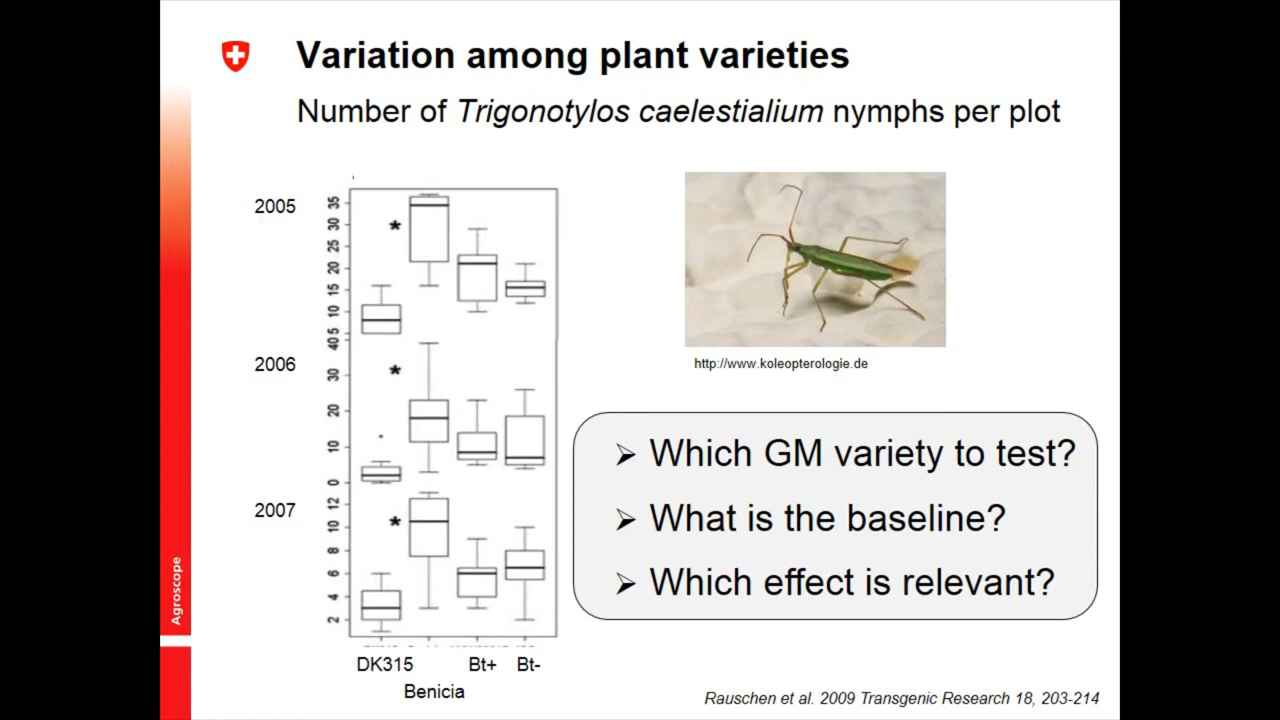 Variation among plant varieties
Number of Trigonotylos caelestialium nymphs per plot
2005
35
30
25
20
15
10
5
*
2006
40
30
20
10
0
*
2007
12
10
8
6
4
2
*
DK315
Benicia
Bt+
Bt-
http://www.koleopterologie.de
➢ Which GM variety to test?
➢ What is the baseline?
➢ Which effect is relevant?
Agroscope
Rauschen et al. 2009 Transgenic Research 18, 203-214